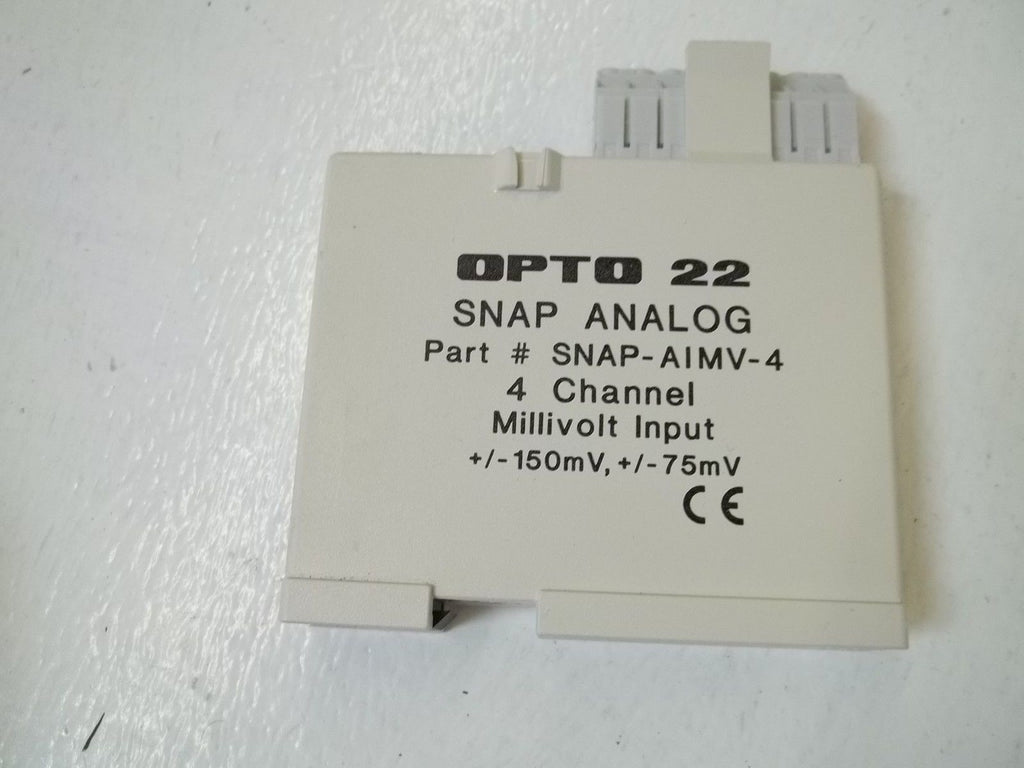 OPTO 22
SNAP ANALOG
Part # SNAP-AIMV-4
4 Channel
Millivolt Input
+/-150mV, +/-75mV
CE